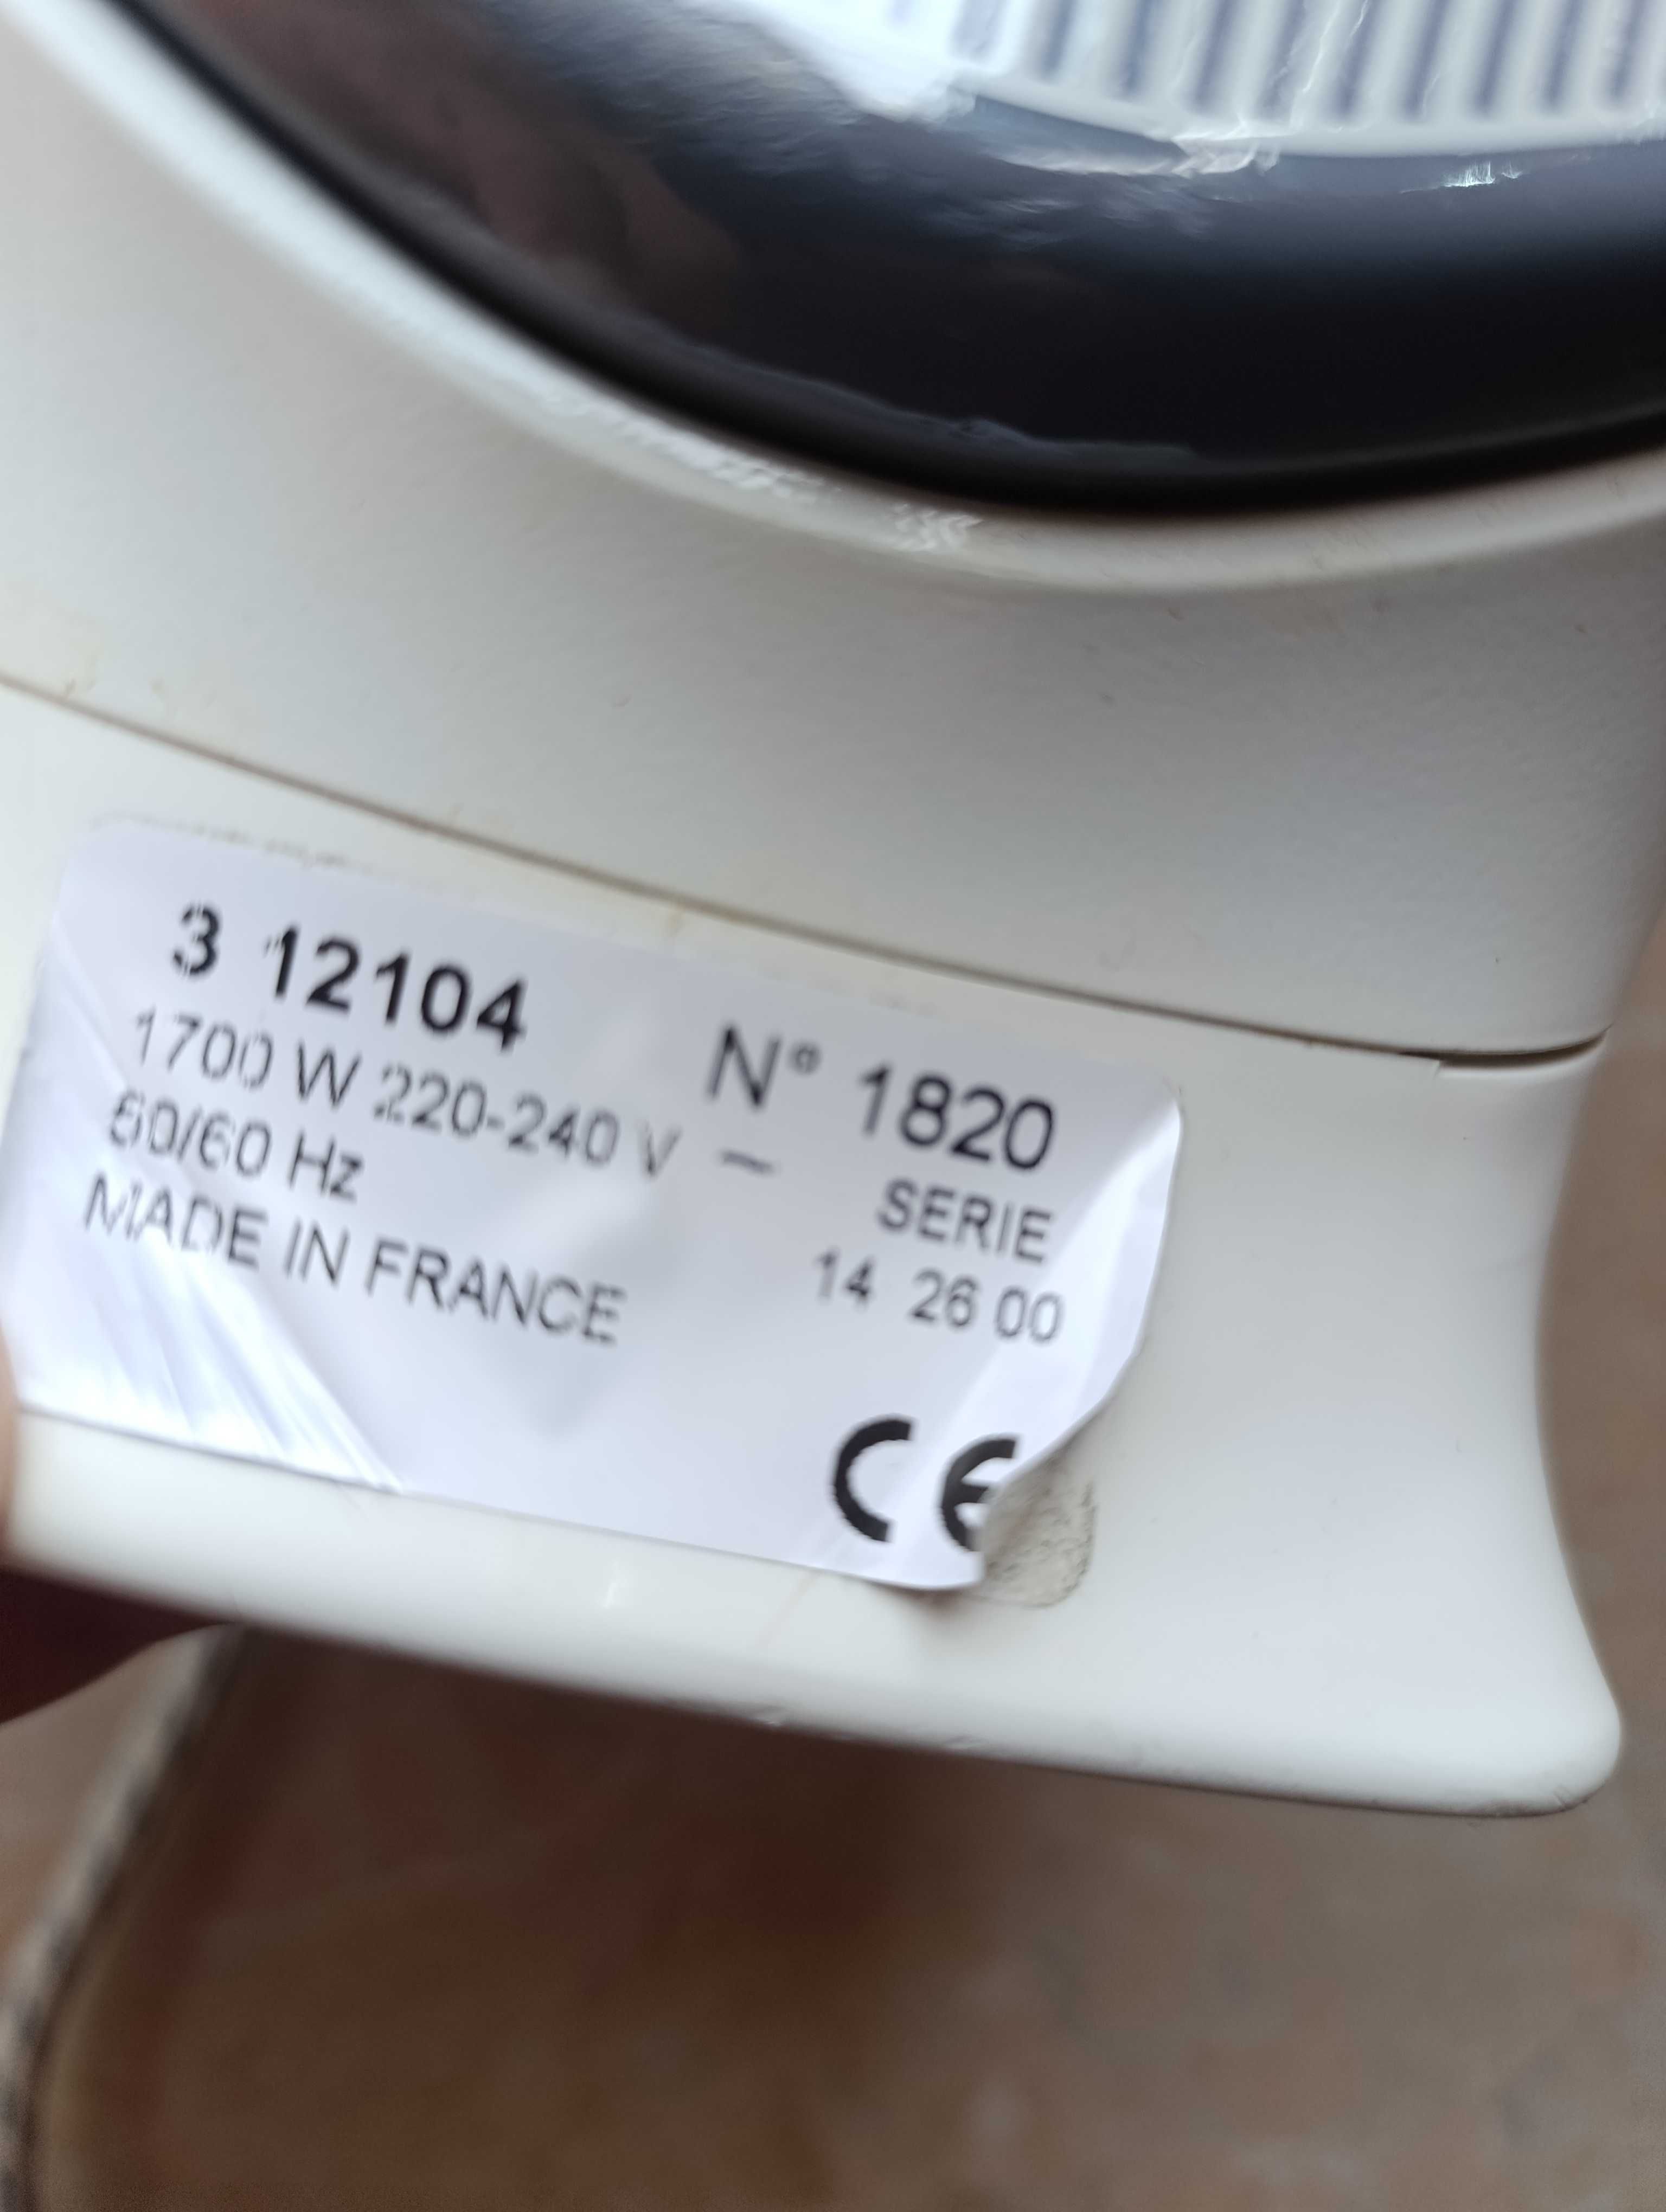 3 12104
N° 1820
1700 W 220-240 V ~
50/60 Hz
SERIE
MADE IN FRANCE
14 26 00
CE